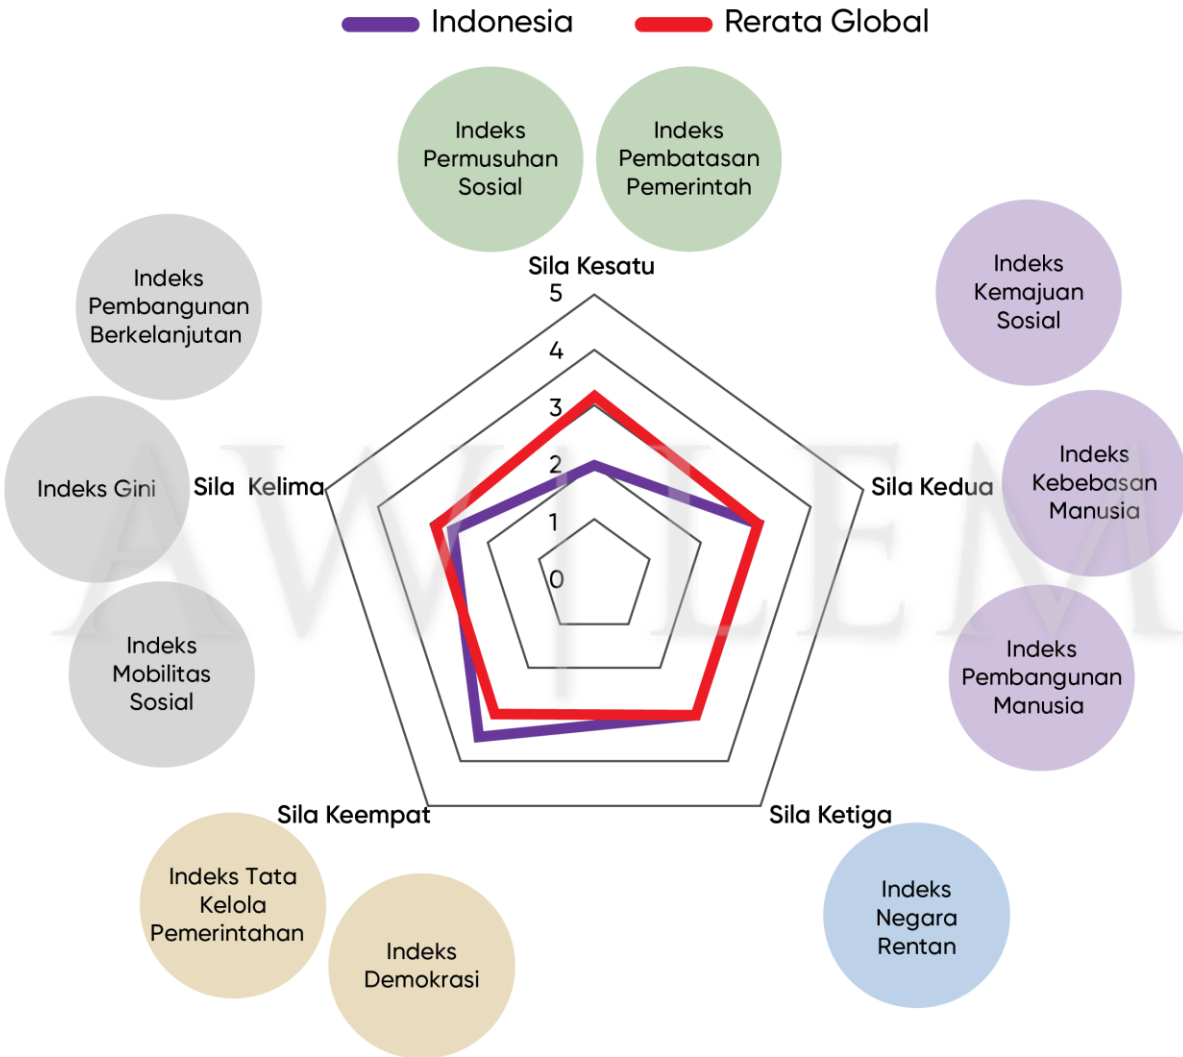 Indonesia
Rerata Global
Indeks
Permusuhan
Sosial
Indeks
Pembatasan
Pemerintah
Indeks
Pembangunan
Berkelanjutan
Indeks
Kemajuan
Sosial
Sila Kesatu
5
4
3
2
1
0
Indeks Gini
Sila Kelima
Sila Kedua
Indeks
Kebebasan
Manusia
Indeks
Mobilitas
Sosial
Indeks
Pembangunan
Manusia
Sila Keempat
Sila Ketiga
Indeks Tata
Kelola
Pemerintahan
Indeks
Demokrasi
Indeks
Negara
Rentan